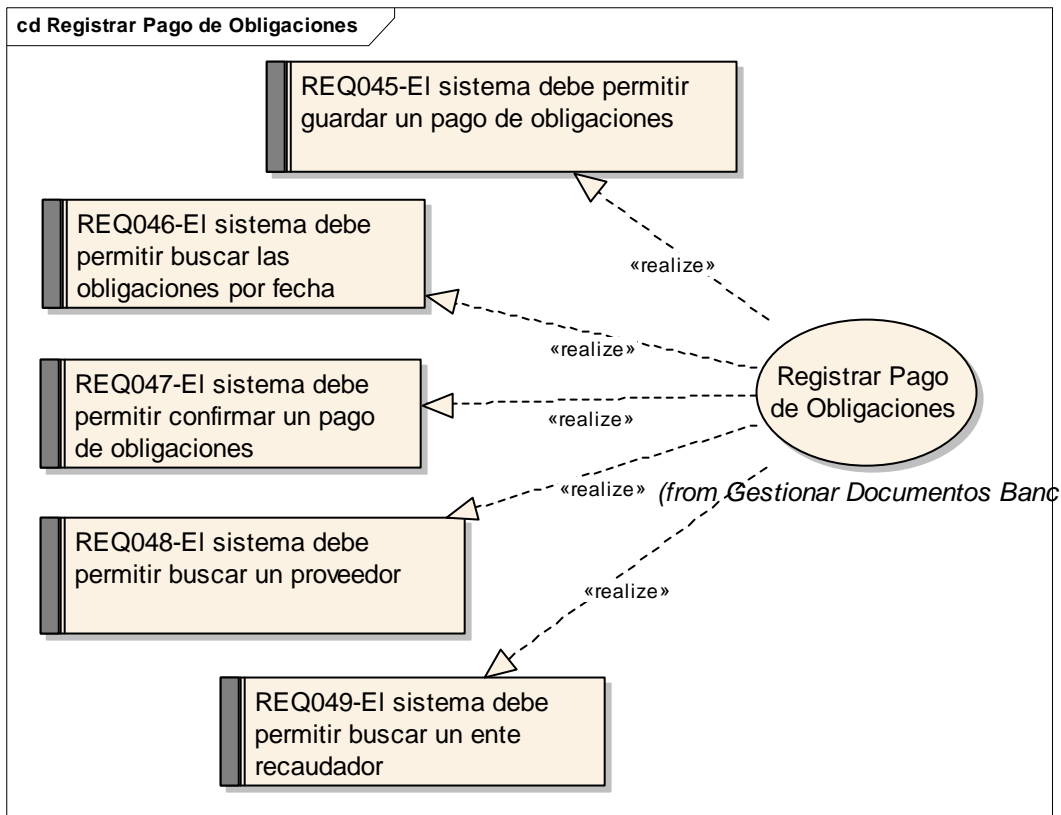 cd Registrar Pago de Obligaciones
REQ045-El sistema debe permitir
guardar un pago de obligaciones
REQ046-El sistema debe
permitir buscar las
obligaciones por fecha
REQ047-El sistema debe
permitir confirmar un pago
de obligaciones
REQ048-El sistema debe
permitir buscar un proveedor
REQ049-El sistema debe
permitir buscar un ente
recaudador
«realize»
«realize»
«realize»
«realize»
«realize»
Registrar Pago
de Obligaciones
(from Gestionar Documentos Banc